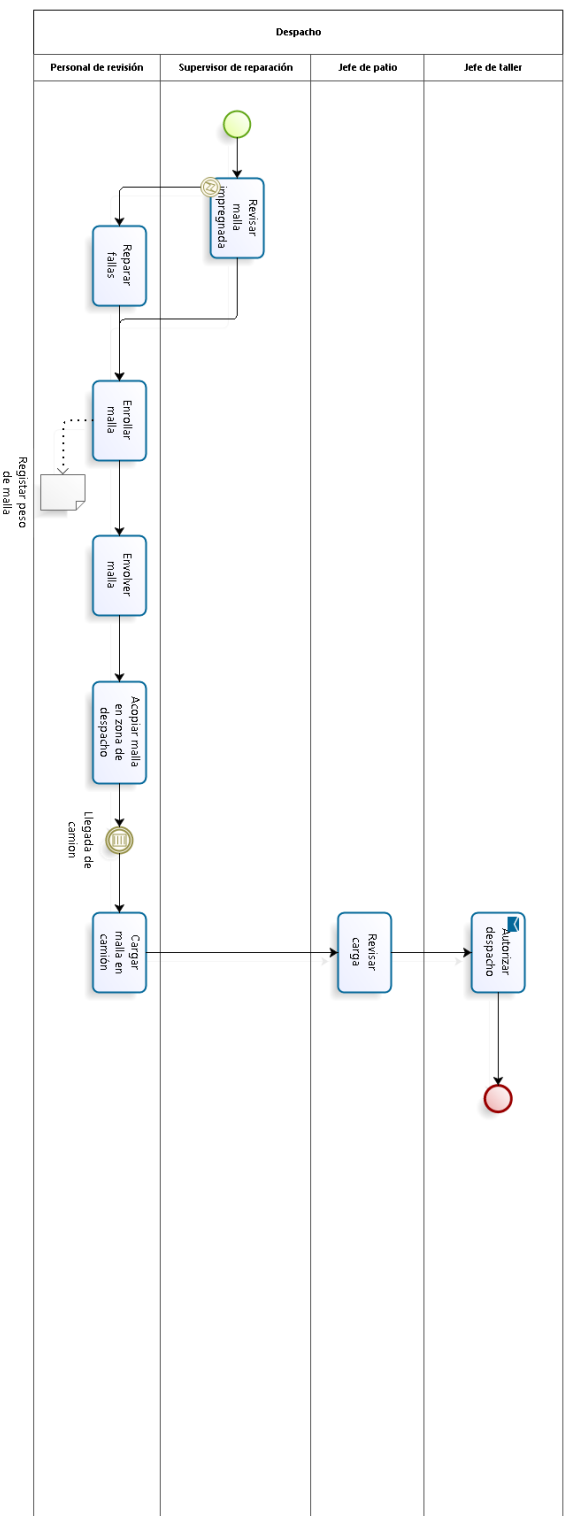 Despacho
Personal de revisión
Supervisor de reparación
Jefe de patio
Jefe de taller
Revisar
malla
impregnada
Reparar
fallas
Enrollar
malla
Registar peso
de malla
Envolver
malla
Acopiar malla
en zona de
despacho
Llegada de
camion
Cargar
malla en
camión
Revisar
carga
Autorizar
despacho